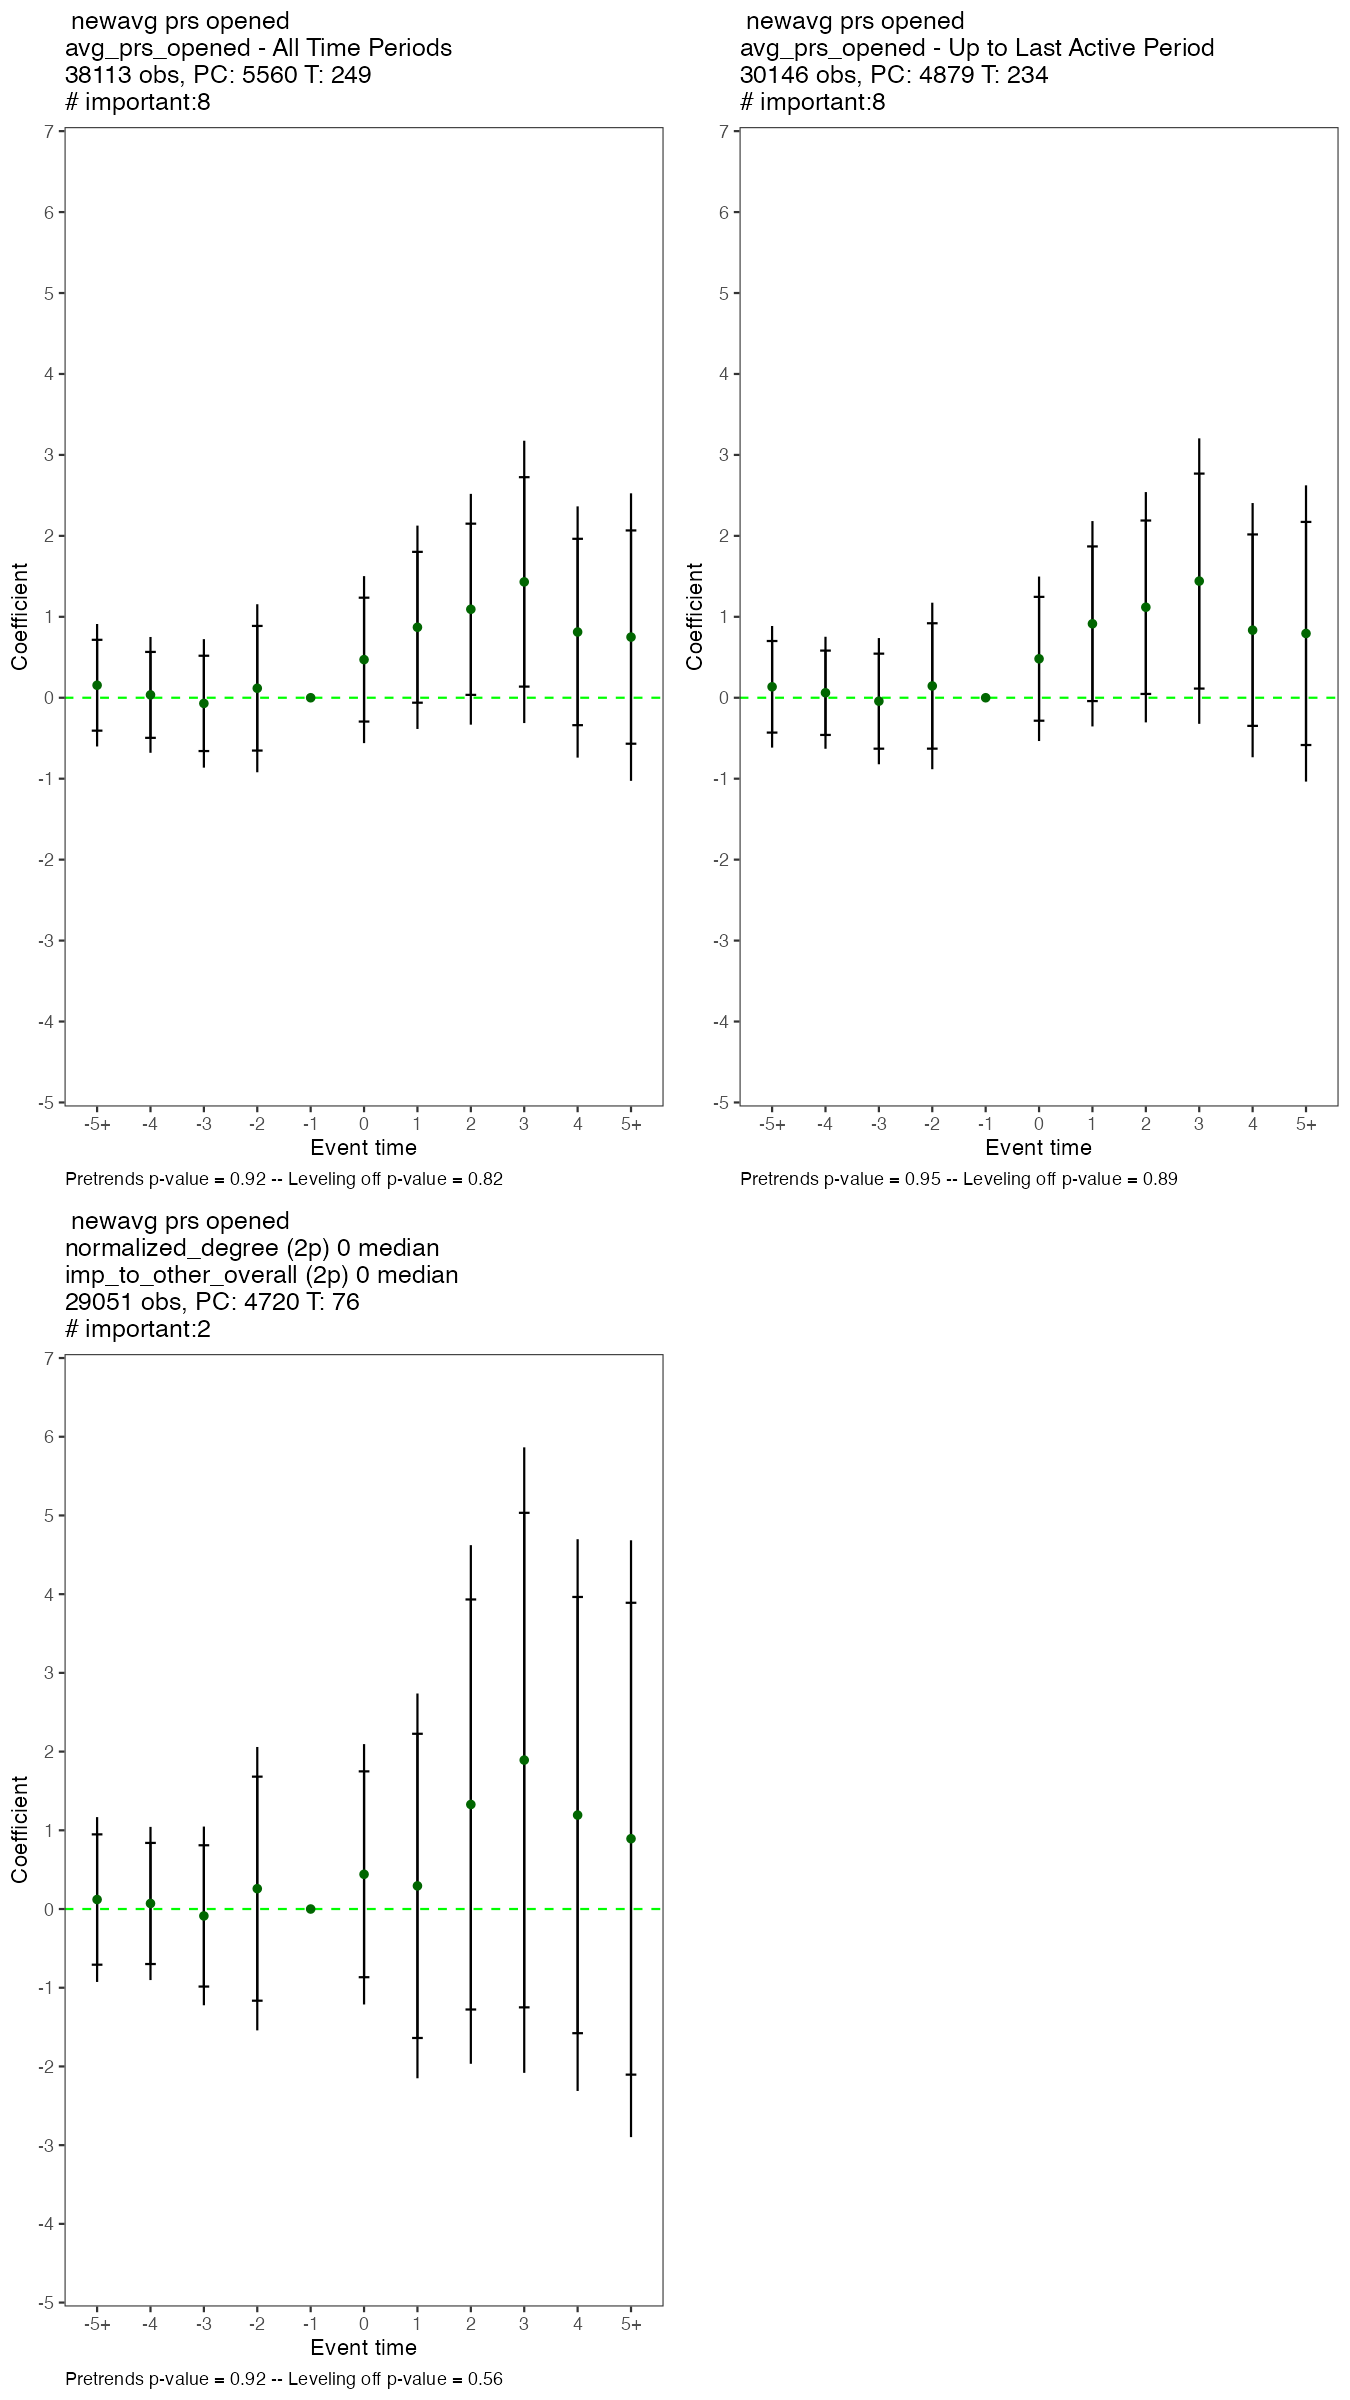 newavg prs opened
avg_prs_opened - All Time Periods
38113 obs, PC: 5560 T: 249
# important:8
7
6
5
4
3
2
1
0
-1
-2
-3
-4
-5
Coefficient
-5+ -4 -3 -2 -1 0 1 2 3 4 5+
Event time
Pretrends p-value = 0.92 -- Leveling off p-value = 0.82
newavg prs opened
avg_prs_opened - Up to Last Active Period
30146 obs, PC: 4879 T: 234
# important:8
7
6
5
4
3
2
1
0
-1
-2
-3
-4
-5
Coefficient
-5+ -4 -3 -2 -1 0 1 2 3 4 5+
Event time
Pretrends p-value = 0.95 -- Leveling off p-value = 0.89
newavg prs opened
normalized_degree (2p) 0 median
imp_to_other_overall (2p) 0 median
29051 obs, PC: 4720 T: 76
# important:2
7
6
5
4
3
2
1
0
-1
-2
-3
-4
-5
Coefficient
-5+ -4 -3 -2 -1 0 1 2 3 4 5+
Event time
Pretrends p-value = 0.92 -- Leveling off p-value = 0.56